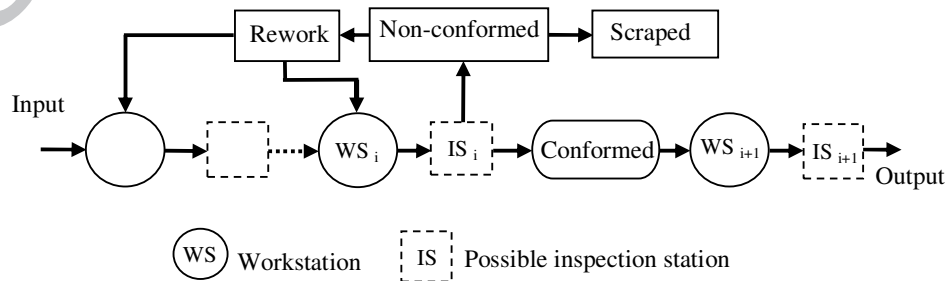 Rework
Non-conformed
Scraped
Input
WS i
IS i
Conformed
WS i+1
IS i+1
Output
WS
Workstation
IS
Possible inspection station